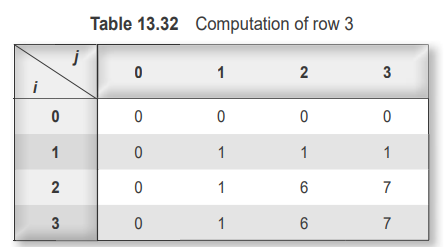 Table 13.32 Computation of row 3
j
i
0 1 2 3
0 0 0 0 0
1 0 1 1 1
2 0 1 6 7
3 0 1 6 7